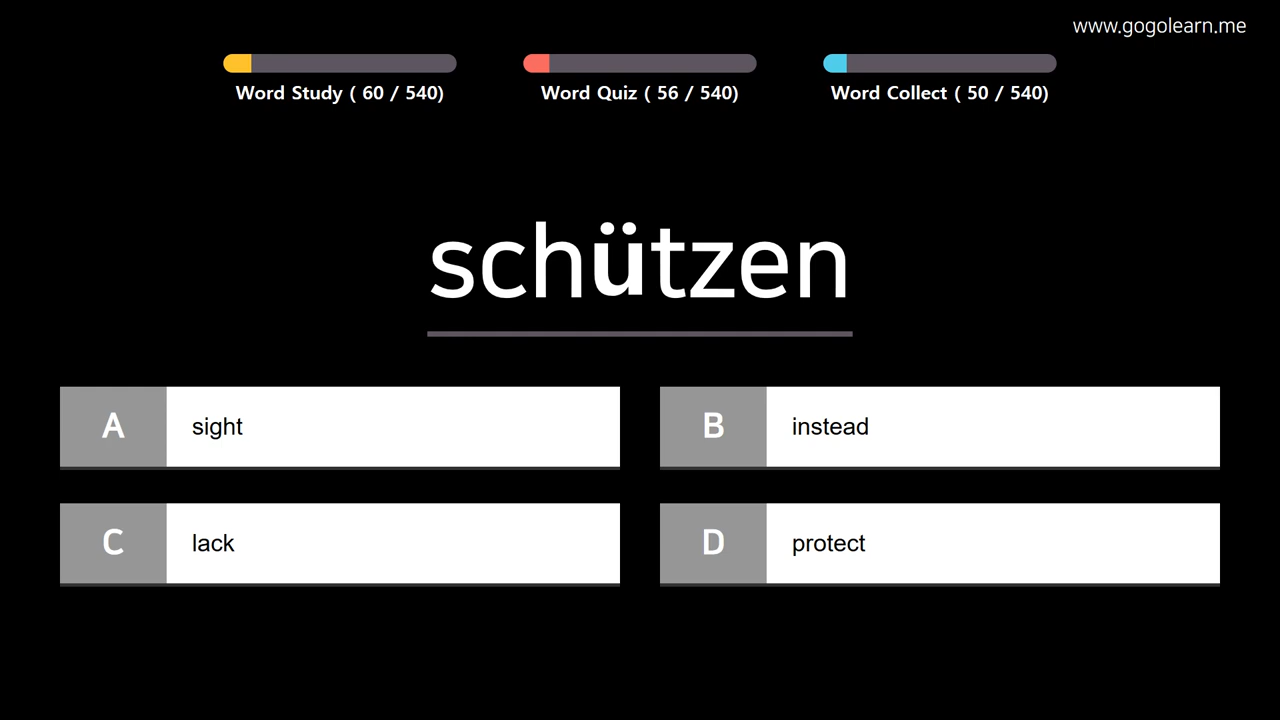 www.gogolearn.me
Word Study ( 60 / 540)
Word Quiz ( 56 / 540)
Word Collect ( 50 / 540)
schützen
A sight
B instead
C lack
D protect